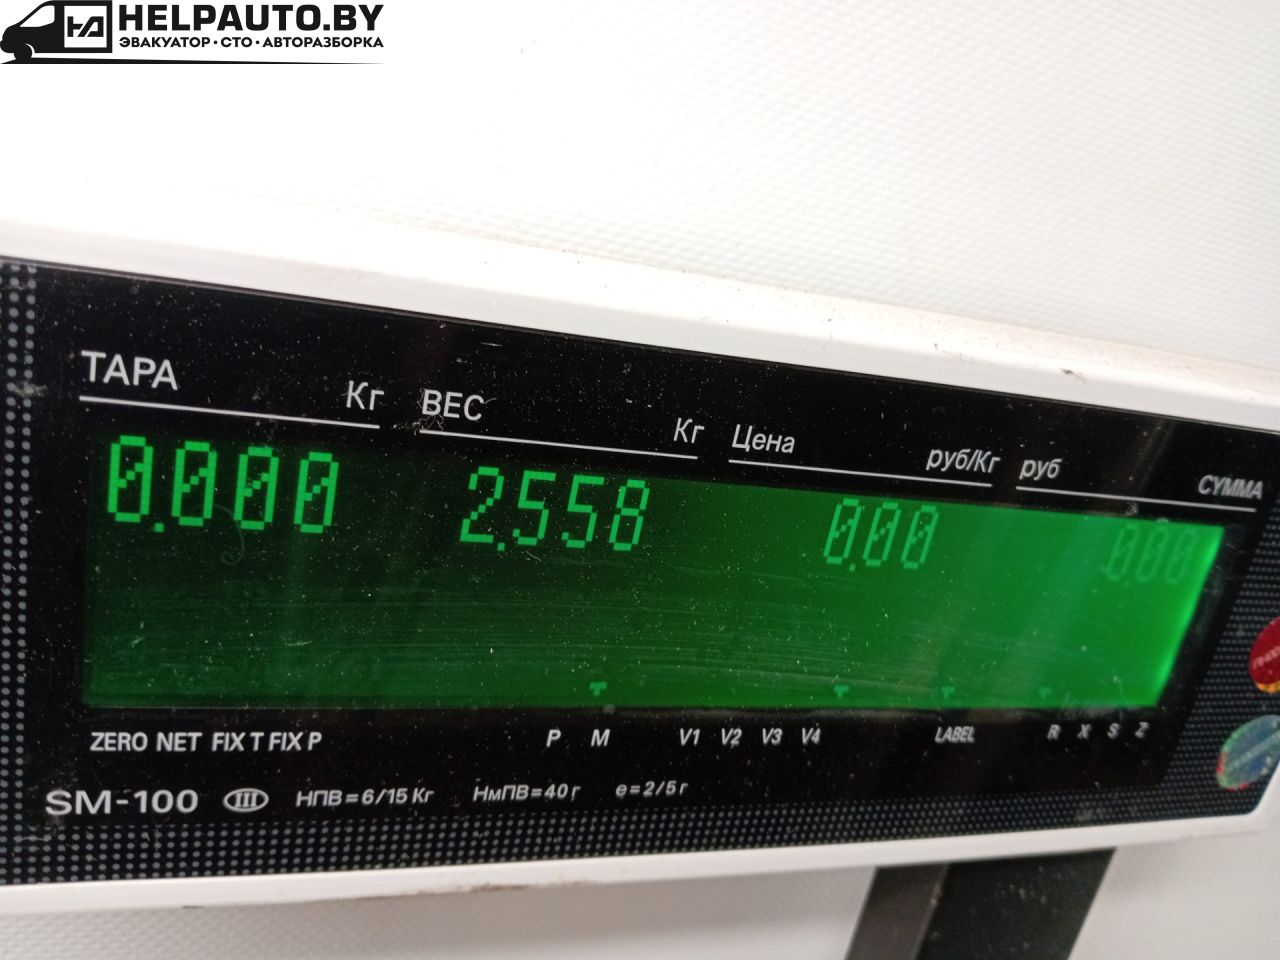 HELPAUTO.BY
ЭВАКУАТОР · СТО · АВТОРАЗБОРКА
ТАРА Кг ВЕС Кг Цена руб/Кг руб СУММА
0.000 2.558 0.00 0.00
ZERO NET FIX T FIX P P M V1 V2 V3 V4 LABEL R X S Z
SM-100 III НПВ=6/15 Кг НмПВ=40 г e=2/5 г